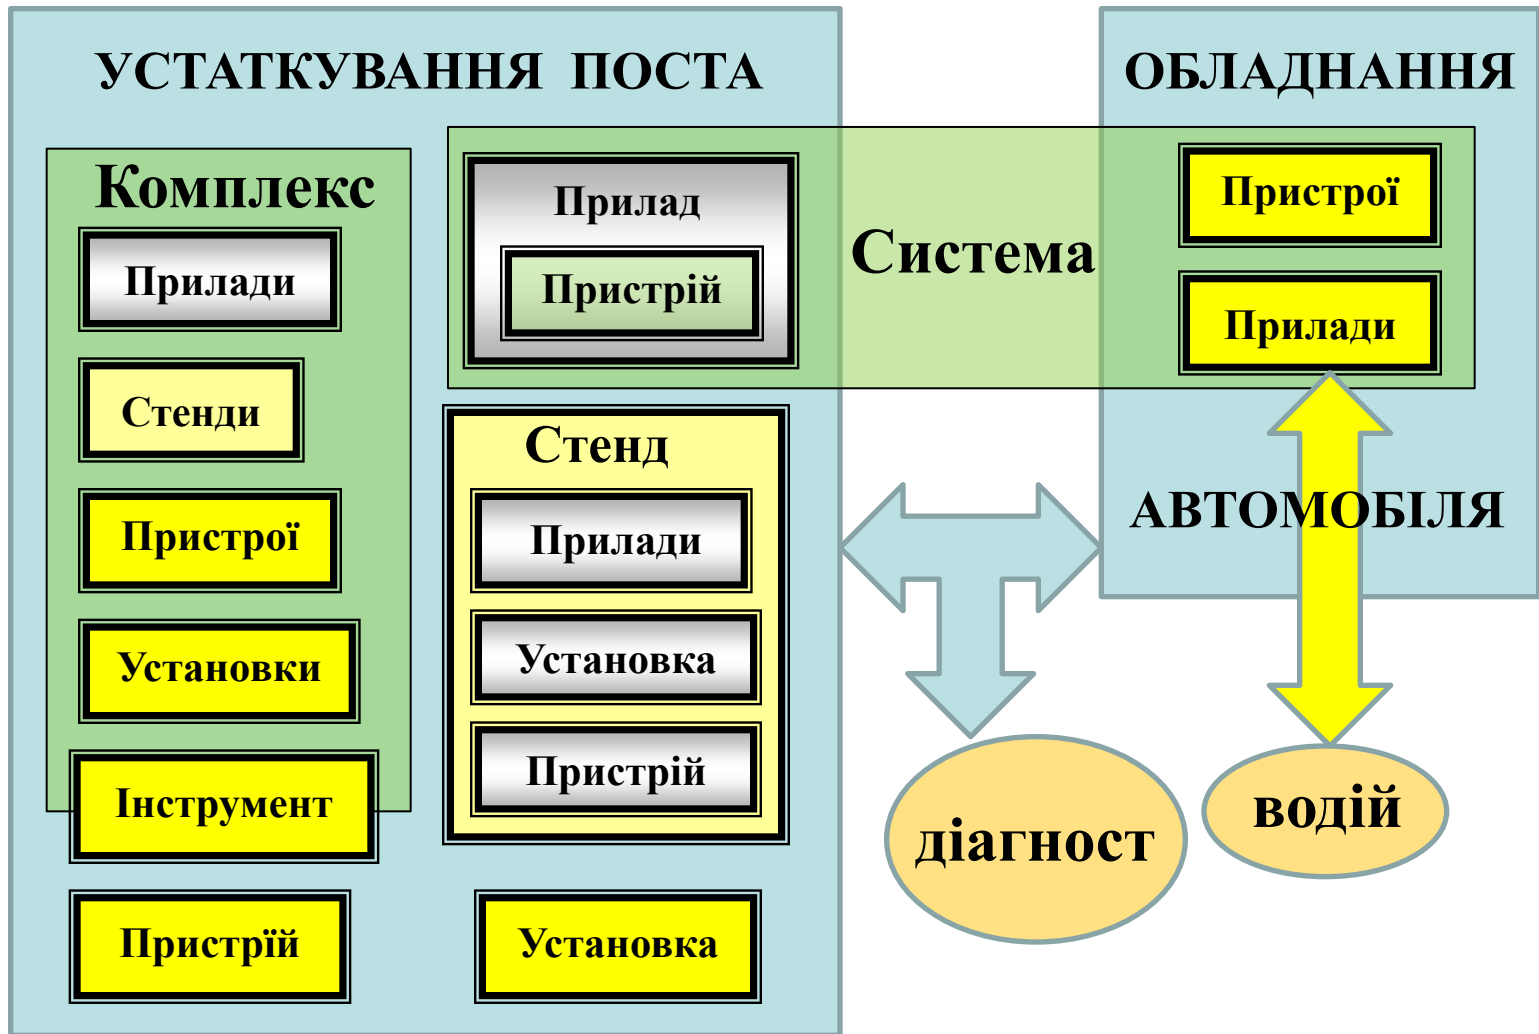 УСТАТКУВАННЯ ПОСТА
Комплекс
Прилади
Стенди
Пристрої
Установки
Інструмент
Пристрїй
Прилад
Пристрій
Система
Стенд
Прилади
Установка
Пристрій
Установка
ОБЛАДНАННЯ
Пристрої
Прилади
АВТОМОБІЛЯ
діагност
водій